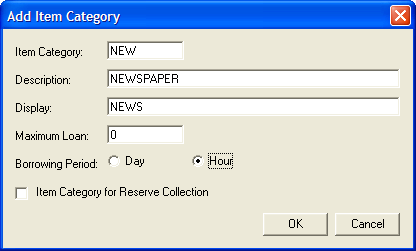 Add Item Category
Item Category: NEW
Description: NEWSPAPER
Display: NEWS
Maximum Loan: 0
Borrowing Period: Day Hour
Item Category for Reserve Collection
OK Cancel